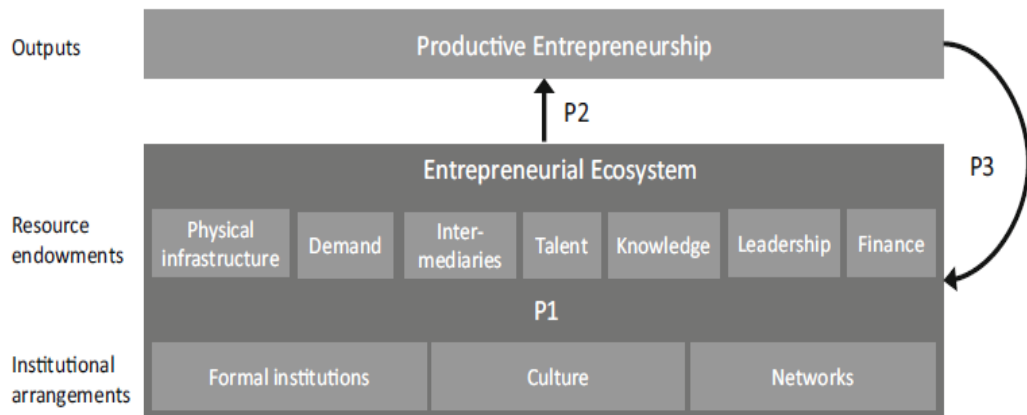 Outputs
Productive Entrepreneurship
P2
P3
Entrepreneurial Ecosystem
Resource
endowments
Physical
infrastructure
Demand
Inter-
mediaries
Talent
Knowledge
Leadership
Finance
P1
Institutional
arrangements
Formal institutions
Culture
Networks